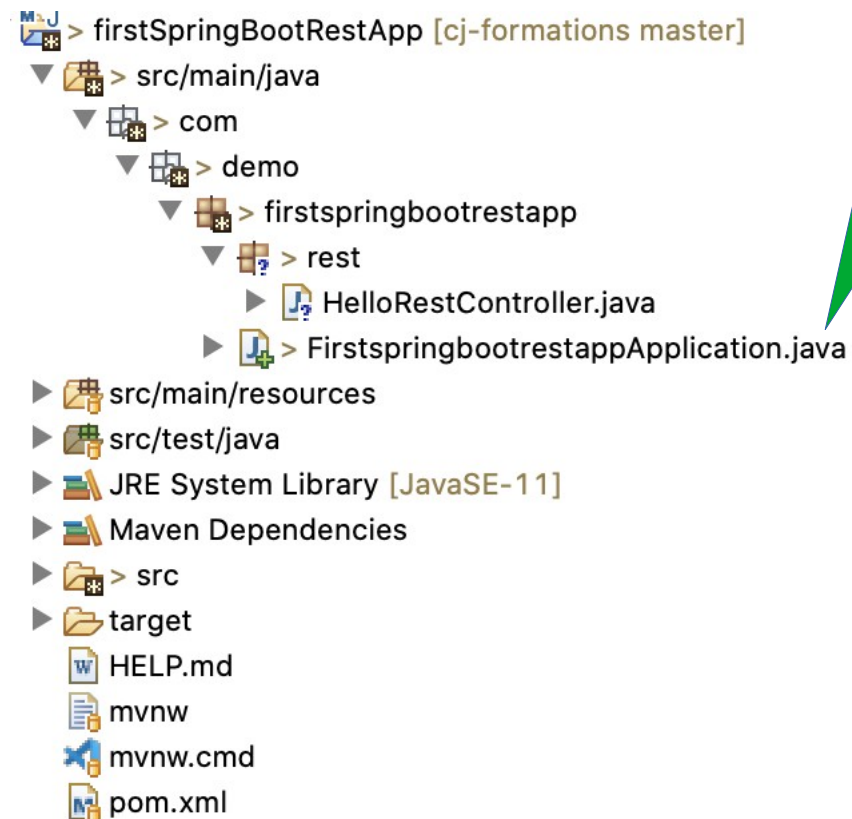 > firstSpringBootRestApp [cj-formations master]
> src/main/java
> com
> demo
> firstspringbootrestapp
> rest
HelloRestController.java
> FirstspringbootrestappApplication.java
src/main/resources
src/test/java
JRE System Library [JavaSE-11]
Maven Dependencies
> src
target
HELP.md
mvnw
mvnw.cmd
pom.xml